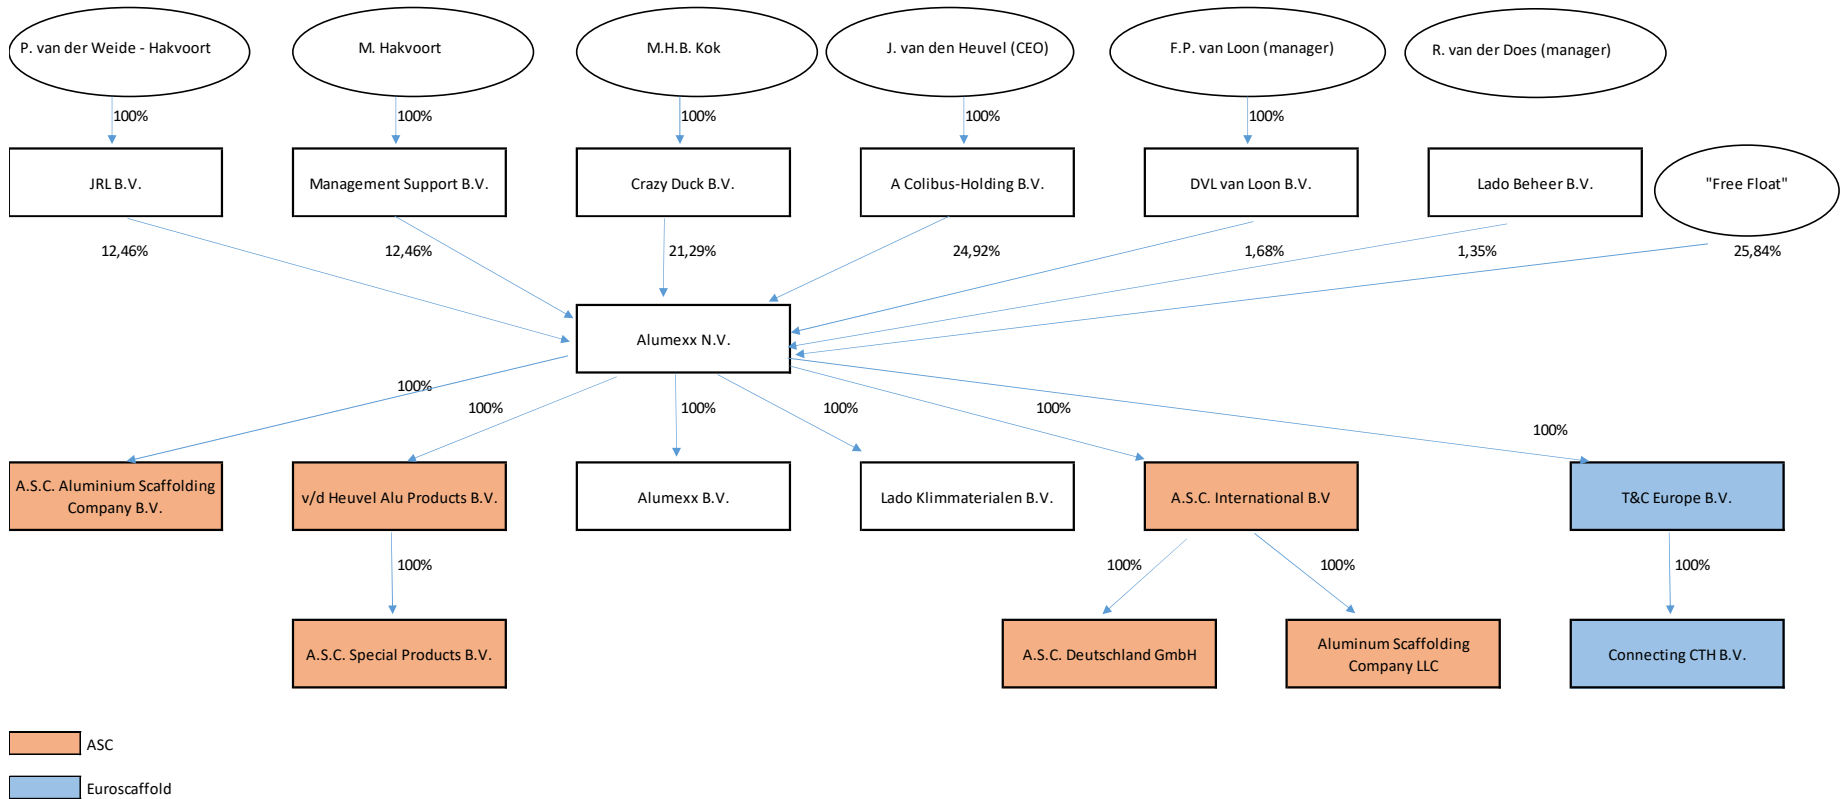 P. van der Weide - Hakvoort
M. Hakvoort
M.H.B. Kok
J. van den Heuvel (CEO)
F.P. van Loon (manager)
R. van der Does (manager)
100%
100%
100%
100%
100%
JRL B.V.
Management Support B.V.
Crazy Duck B.V.
A Colibus-Holding B.V.
DVL van Loon B.V.
Lado Beheer B.V.
"Free Float"
12,46%
12,46%
21,29%
24,92%
1,68%
1,35%
25,84%
Alumexx N.V.
100%
100%
100%
100%
100%
100%
A.S.C. Aluminium Scaffolding
Company B.V.
v/d Heuvel Alu Products B.V.
Alumexx B.V.
Lado Klimmaterialen B.V.
A.S.C. International B.V
T&C Europe B.V.
100%
100%
100%
100%
A.S.C. Special Products B.V.
A.S.C. Deutschland GmbH
Aluminum Scaffolding
Company LLC
Connecting CTH B.V.
ASC
Euroscaffold